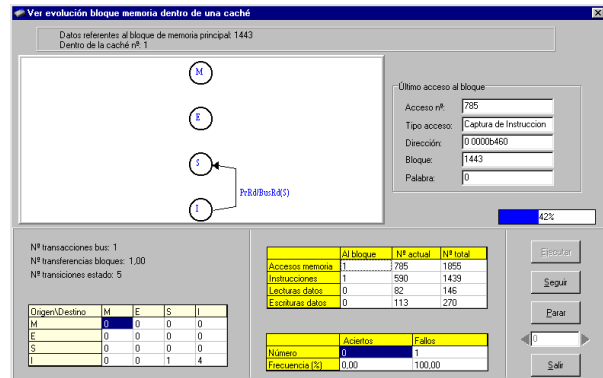 Ver evolución bloque memoria dentro de una caché
Datos referentes al bloque de memoria principal: 1443
Dentro de la caché nº: 1
M
E
S
I
PrRd/BusRd(S)
Último acceso al bloque
Acceso nº: 785
Tipo acceso: Captura de Instruccion
Dirección: 0 0000b460
Bloque: 1443
Palabra: 0
42%
Nº transacciones bus: 1
Nº transferencias bloques: 1,00
Nº transiciones estado: 5
Origen\Destino M E S I
M 0 0 0 0
E 0 0 0 0
S 0 0 0 0
I 0 0 1 4
Al bloque Nº actual Nº total
Accesos memoria 1 785 1855
Instrucciones 1 590 1439
Lecturas datos 0 82 146
Escrituras datos 0 113 270
Aciertos Fallos
Número 0 1
Frecuencia (%) 0,00 100,00
Ejecutar
Seguir
Parar
0
Salir